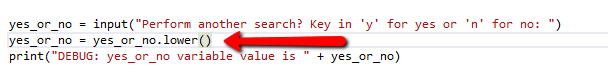 yes_or_no = input("Perform another search? Key in 'y' for yes or 'n' for no: ")
yes_or_no = yes_or_no.lower()
print("DEBUG: yes_or_no variable value is " + yes_or_no)